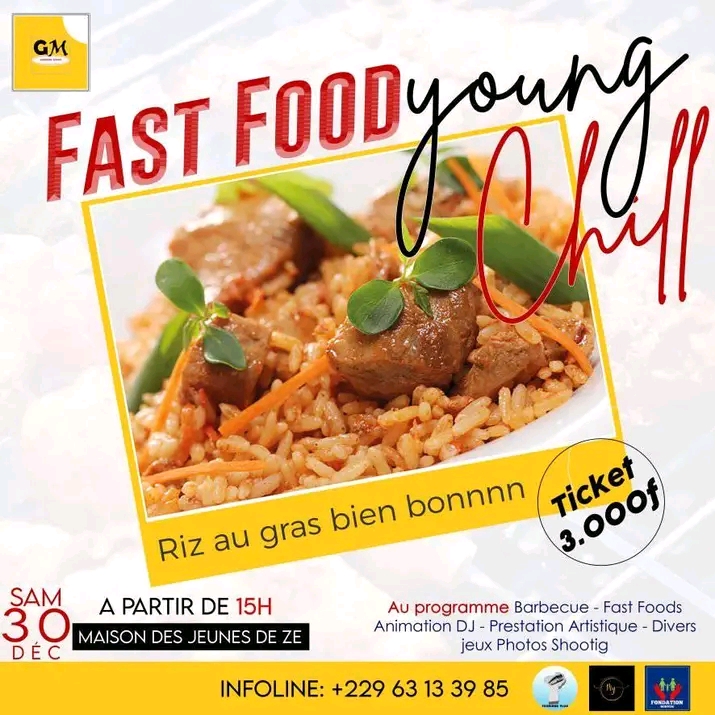 GM
FAST FOOD young
Chill
Riz au gras bien bonnnn
Ticket
3.000f
SAM
30
DÉC
A PARTIR DE 15H
MAISON DES JEUNES DE ZE
Au programme Barbecue - Fast Foods
Animation DJ - Prestation Artistique - Divers
jeux Photos Shootig
INFOLINE: +229 63 13 39 85
FONDATION